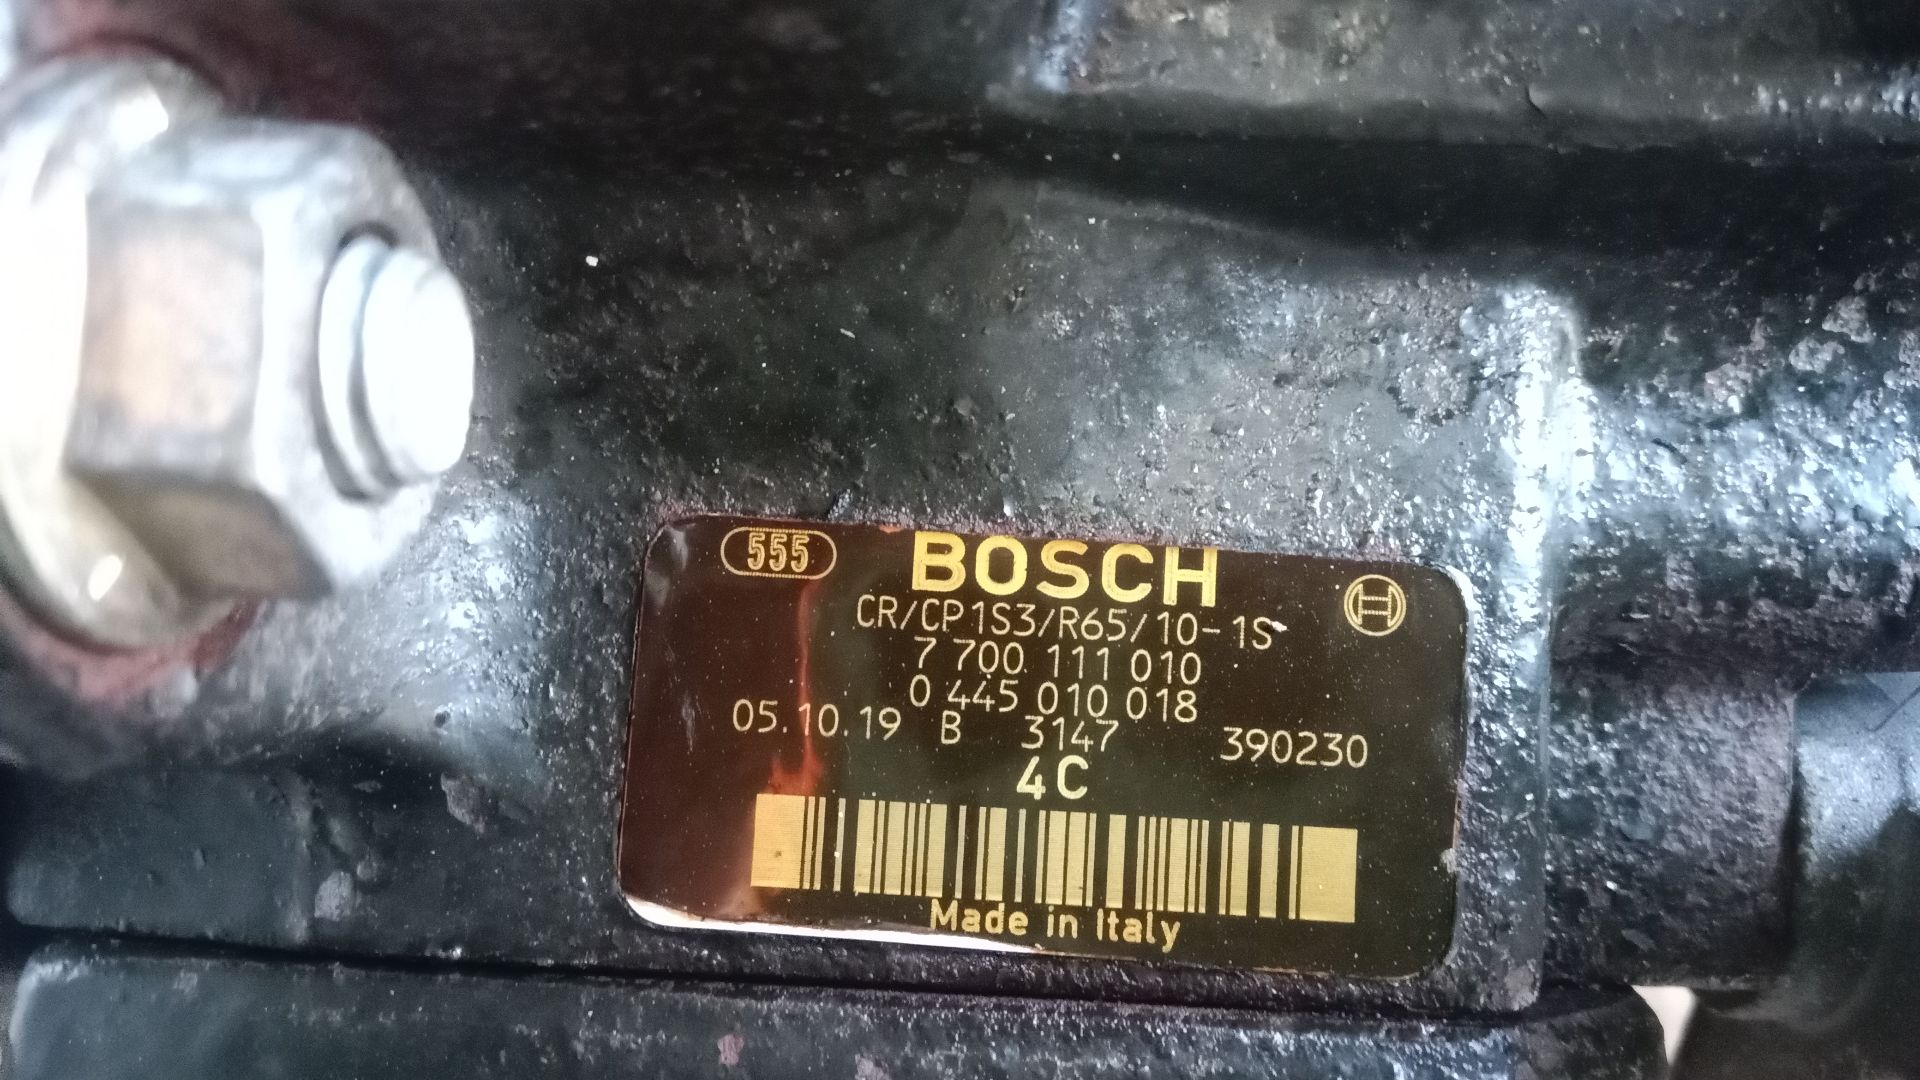 555 BOSCH
CR/CP1S3/R65/10-1S
7 700 111 010
0 445 010 018
05.10.19 B 3147 390230
4C
Made in Italy